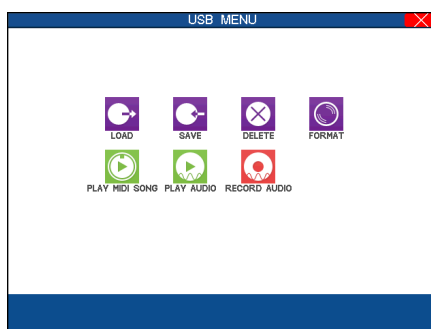 USB MENU
LOAD SAVE DELETE FORMAT
PLAY MIDI SONG PLAY AUDIO RECORD AUDIO